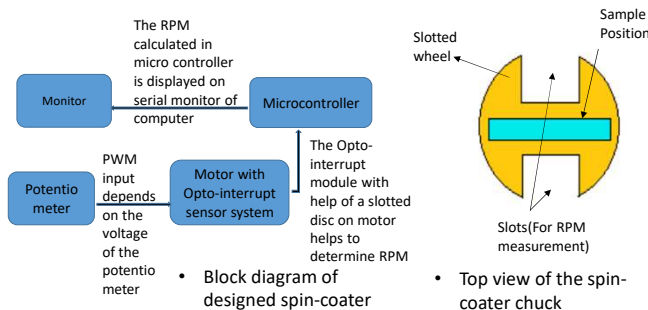 The RPM
calculated in
micro controller
is displayed on
serial monitor of
computer
Monitor
Microcontroller
Potentio
meter
PWM
input
depends
on the
voltage of
the
potentio
meter
Motor with
Opto-interrupt
sensor system
The Opto-
interrupt
module with
help of a slotted
disc on motor
helps to
determine RPM
• Block diagram of
designed spin-coater
Slotted
wheel
Sample
Position
Slots(For RPM
measurement)
• Top view of the spin-
coater chuck